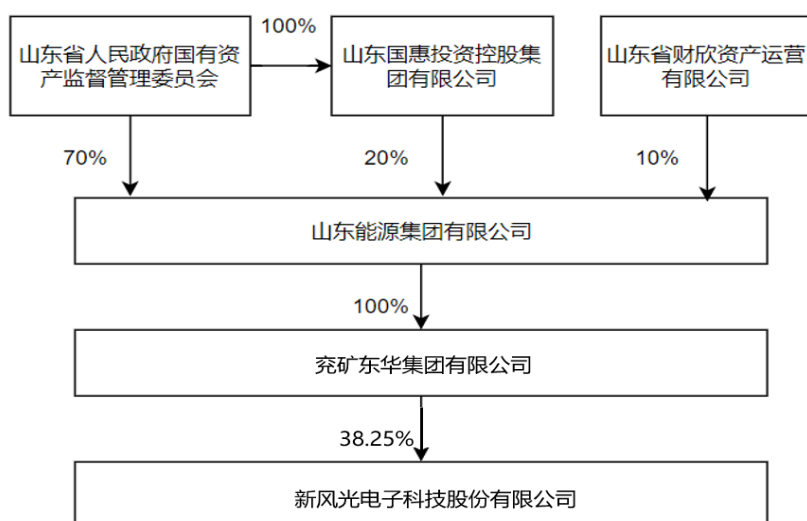 山东省人民政府国有资
产监督管理委员会
100%
山东国惠投资控股集
团有限公司
山东省财欣资产运营
有限公司
70%
20%
10%
山东能源集团有限公司
100%
兖矿东华集团有限公司
38.25%
新风光电子科技股份有限公司